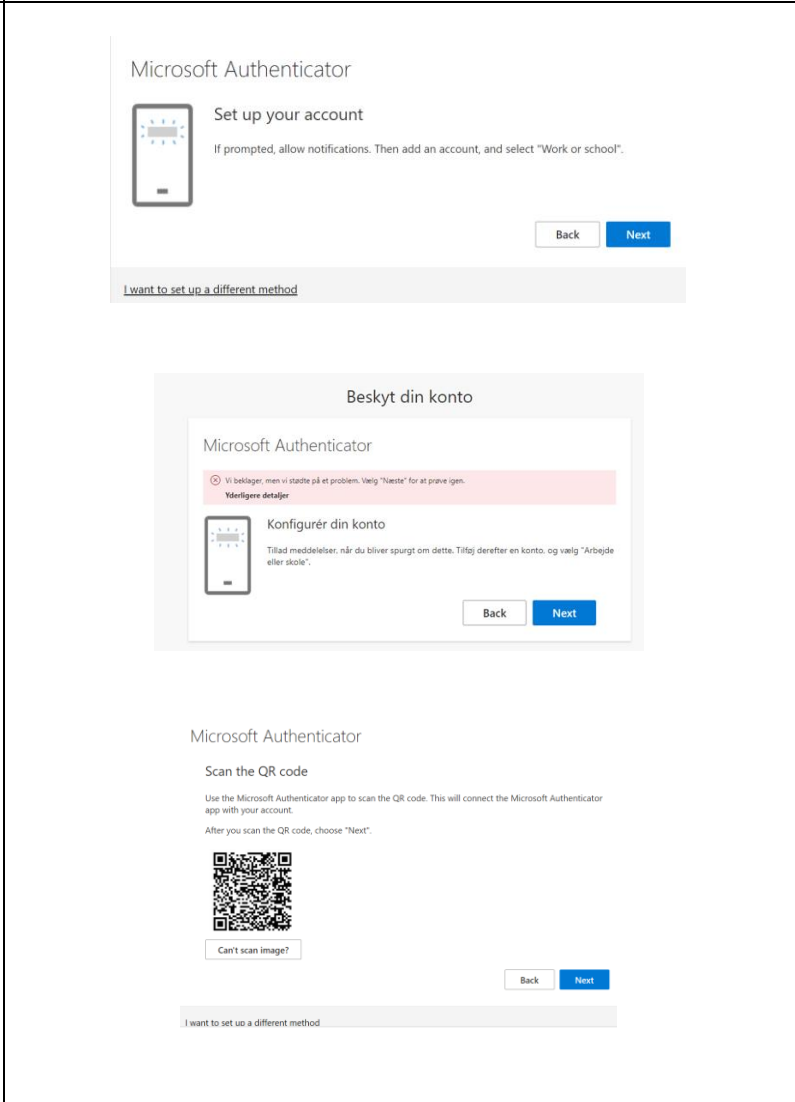 Microsoft Authenticator
Set up your account
If prompted, allow notifications. Then add an account, and select "Work or school".
Back
Next
I want to set up a different method
Beskyt din konto
Microsoft Authenticator
Vi beklager, men vi stødte på et problem. Vælg "Næste" for at prøve igen.
Yderligere detaljer
Konfigurér din konto
Tillad meddelelser, når du bliver spurgt om dette. Tilføj derefter en konto, og vælg "Arbejde
eller skole".
Back
Next
Microsoft Authenticator
Scan the QR code
Use the Microsoft Authenticator app to scan the QR code. This will connect the Microsoft Authenticator
app with your account.
After you scan the QR code, choose "Next".
Can't scan image?
Back
Next
I want to set up a different method